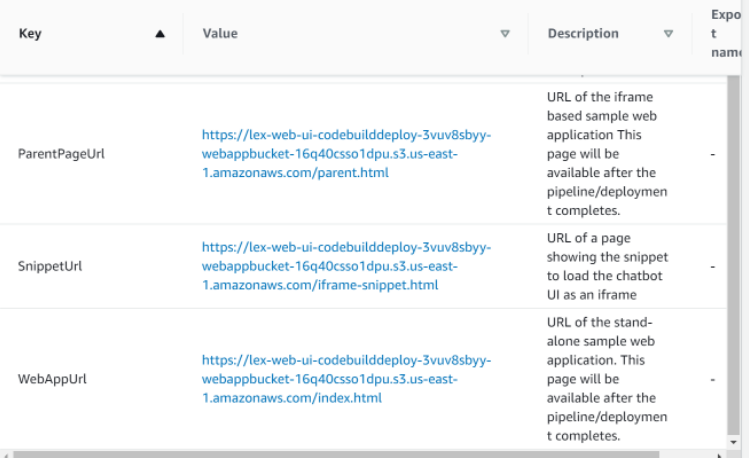 Key ▲ Value ▽ Description ▽ Expo
t
name
ParentPageUrl
https://lex-web-ui-codebuilddeploy-3vuv8sbyy-
webappbucket-16q40csso1dpu.s3.us-east-
1.amazonaws.com/parent.html
URL of the iframe
based sample web
application This
page will be
available after the
pipeline/deploymen
t completes.
-
SnippetUrl
https://lex-web-ui-codebuilddeploy-3vuv8sbyy-
webappbucket-16q40csso1dpu.s3.us-east-
1.amazonaws.com/iframe-snippet.html
URL of a page
showing the snippet
to load the chatbot
UI as an iframe
-
WebAppUrl
https://lex-web-ui-codebuilddeploy-3vuv8sbyy-
webappbucket-16q40csso1dpu.s3.us-east-
1.amazonaws.com/index.html
URL of the stand-
alone sample web
application. This
page will be
available after the
pipeline/deploymen
t completes.
-